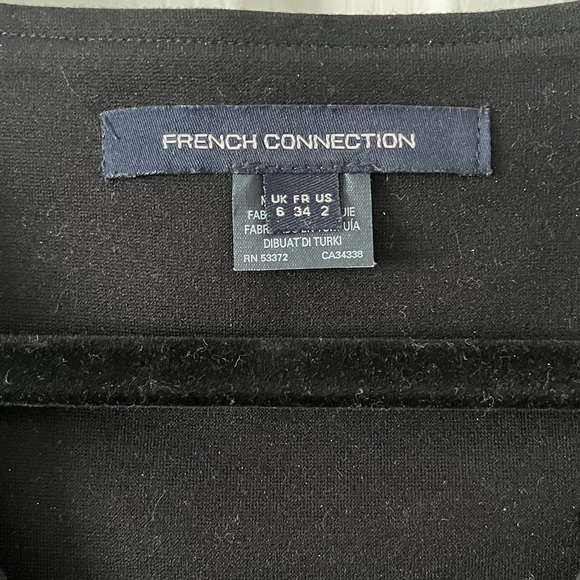 FRENCH CONNECTION
UK FR US
6 34 2
DIBUAT DI TURKI
RN 53372 CA34338